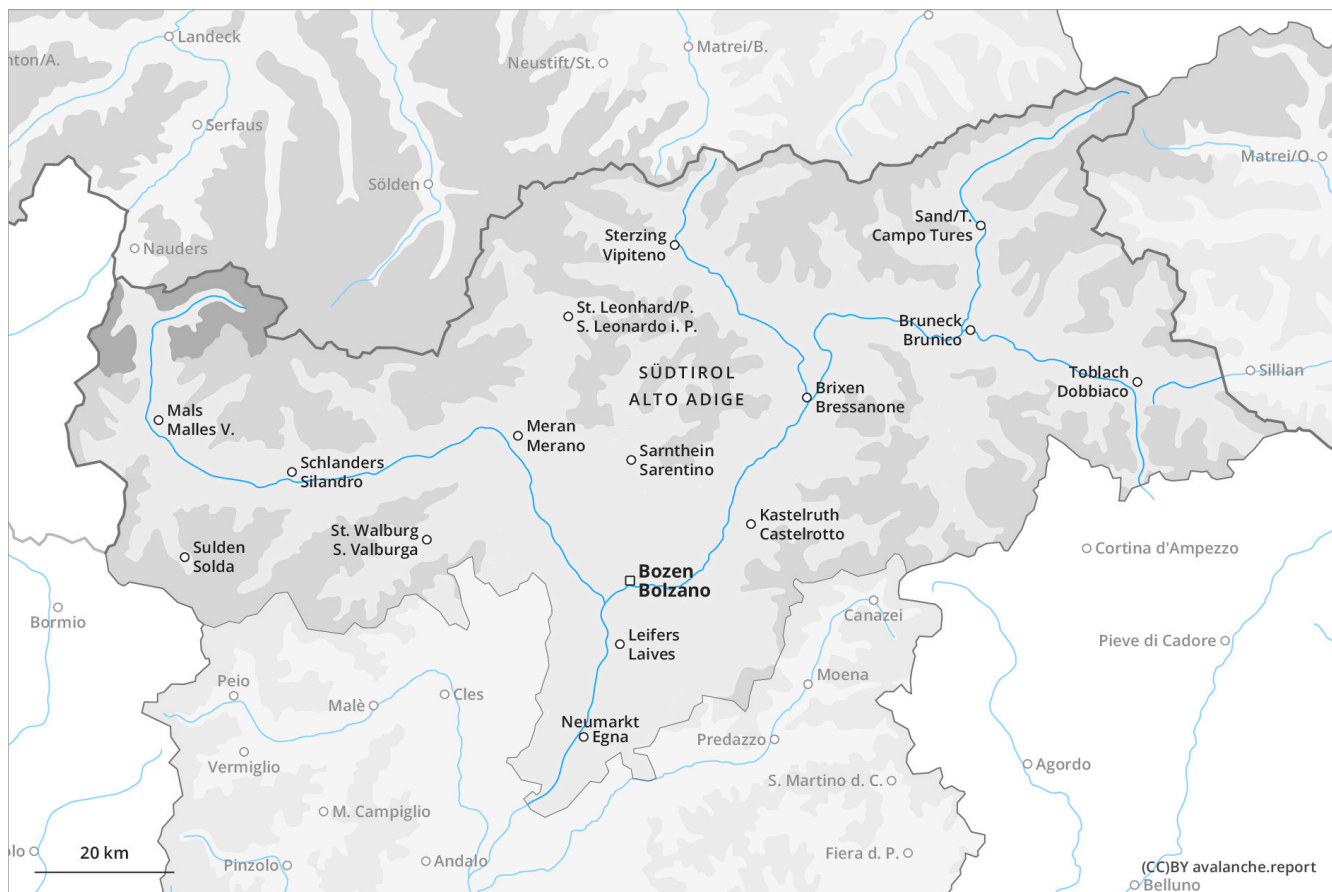 Landeck
nton/A.
Matrei/B.
Neustift/St.
Serfaus
Matrei/O.
Sölden
Sand/T.
Campo Tures
Sterzing
Vipiteno
Nauders
St. Leonhard/P.
S. Leonardo i. P.
Bruneck
Brunico
SÜDTIROL
ALTO ADIGE
Toblach
Dobbiaco
Sillian
Brixen
Bressanone
Mals
Malles V.
Meran
Merano
Sarnthein
Sarentino
Schlanders
Silandro
Kastelruth
Castelrotto
St. Walburg
S. Valburga
Sulden
Solda
Cortina d'Ampezzo
Bozen
Bolzano
Bormio
Canazei
Leifers
Laives
Pieve di Cadore
Peio
Moena
Cles
Malè
Neumarkt
Egna
Predazzo
Vermiglio
Agordo
S. Martino d. C.
M. Campiglio
20 km
olo
Pinzolo
Andalo
Fiera d. P.
(CC)BY avalanche.report
Belluno